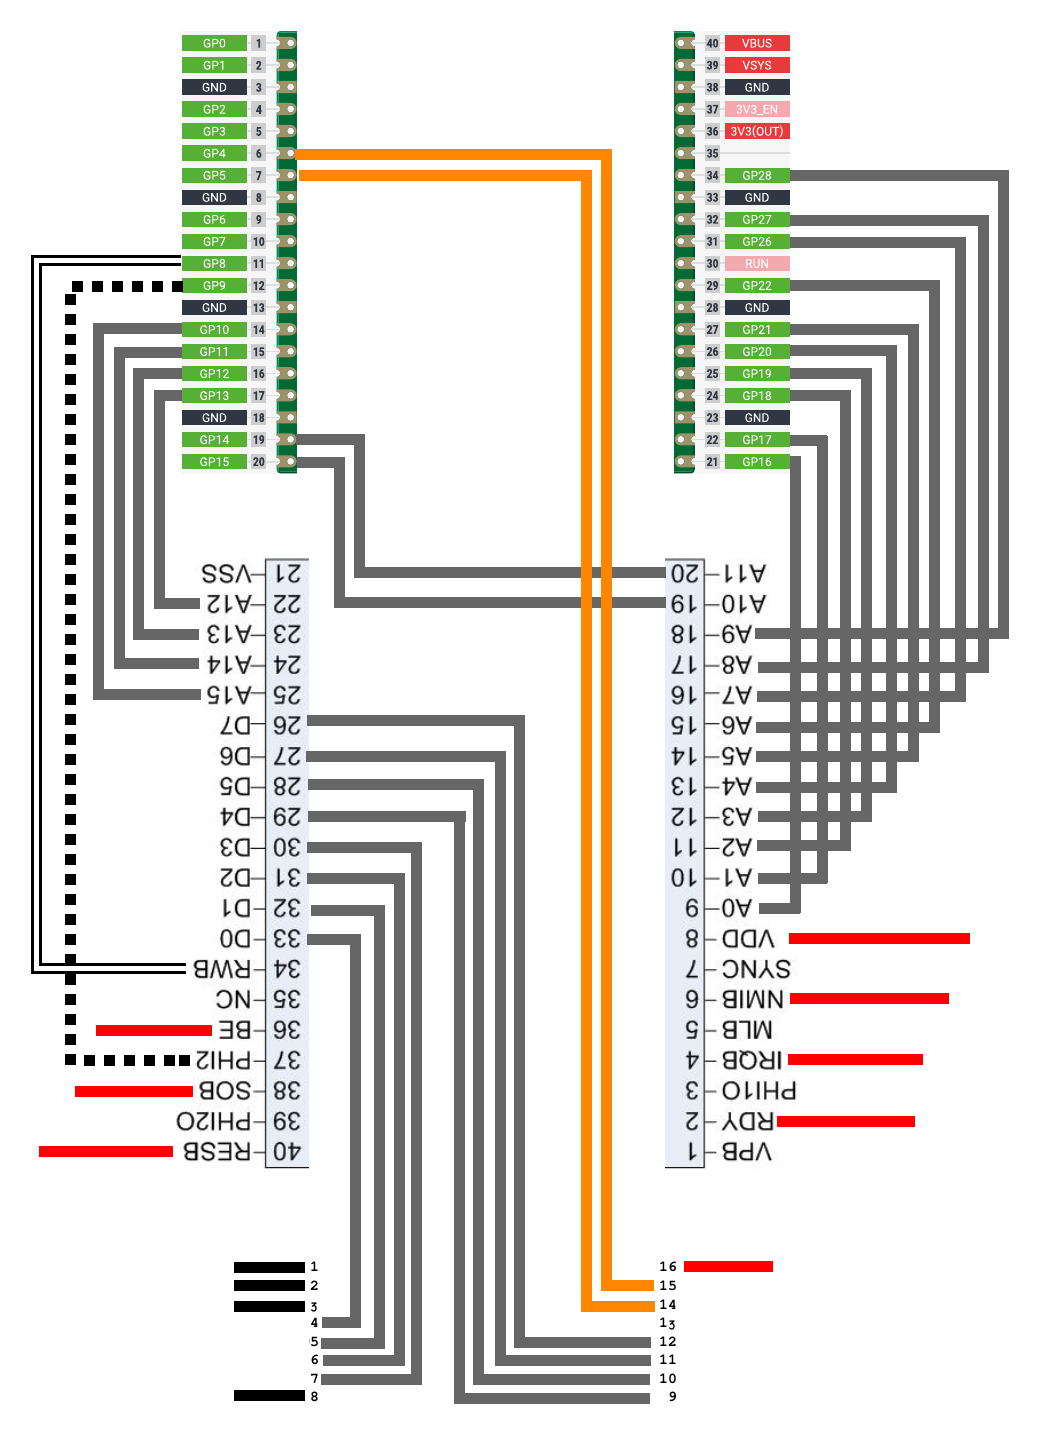 GP0 1
GP1 2
GND 3
GP2 4
GP3 5
GP4 6
GP5 7
GND 8
GP6 9
GP7 10
GP8 11
GP9 12
GND 13
GP10 14
GP11 15
GP12 16
GP13 17
GND 18
GP14 19
GP15 20
40 VBUS
39 VSYS
38 GND
37 3V3_EN
36 3V3(OUT)
35
34 GP28
33 GND
32 GP27
31 GP26
30 RUN
29 GP22
28 GND
27 GP21
26 GP20
25 GP19
24 GP18
23 GND
22 GP17
21 GP16
VSS 21
A12 22
A13 23
A14 24
A15 25
D7 26
D6 27
D5 28
D4 29
D3 30
D2 31
D1 32
D0 33
RWB 34
NC 35
BE 36
PHI2 37
SOB 38
PHI2O 39
RESB 40
20 A11
19 A10
18 A9
17 A8
16 A7
15 A6
14 A5
13 A4
12 A3
11 A2
10 A1
9 A0
8 VDD
7 SYNC
6 NMIB
5 MLB
4 IRQB
3 PHI1O
2 RDY
1 VPB
1
2
3
4
5
6
7
8
16
15
14
13
12
11
10
9